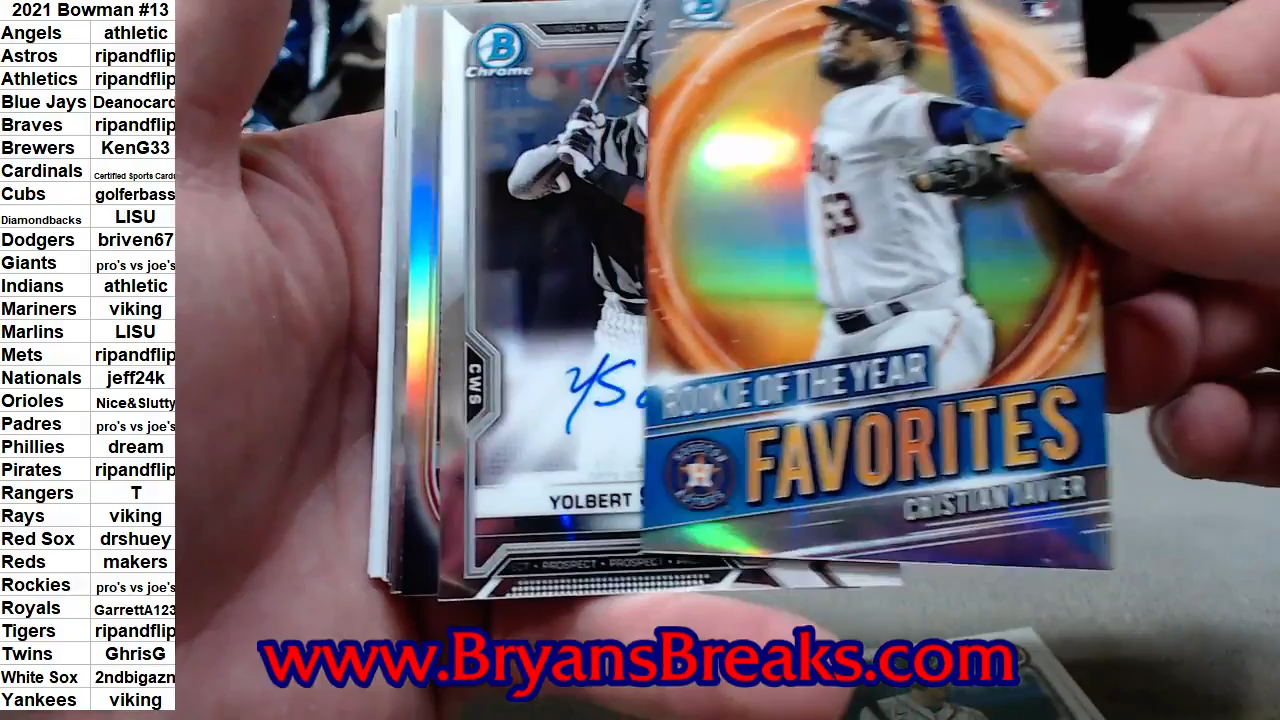 2021 Bowman #13
Angels athletic
Astros ripandflip
Athletics ripandflip
Blue Jays Deanocard
Braves ripandflip
Brewers KenG33
Cardinals Certified Sports Cards
Cubs golferbass
Diamondbacks LISU
Dodgers briven67
Giants pro's vs joe's
Indians athletic
Mariners viking
Marlins LISU
Mets ripandflip
Nationals jeff24k
Orioles Nice&Slutty
Padres pro's vs joe's
Phillies dream
Pirates ripandflip
Rangers T
Rays viking
Red Sox drshuey
Reds makers
Rockies pro's vs joe's
Royals GarrettA123
Tigers ripandflip
Twins GhrisG
White Sox 2ndbigazn
Yankees viking
B
Chrome
PROSPECT
CWS
YS
YOLBERT
PROSPECT
63
ROOKIE OF THE YEAR
FAVORITES
CRISTIAN JAVIER
H
www.BryansBreaks.com